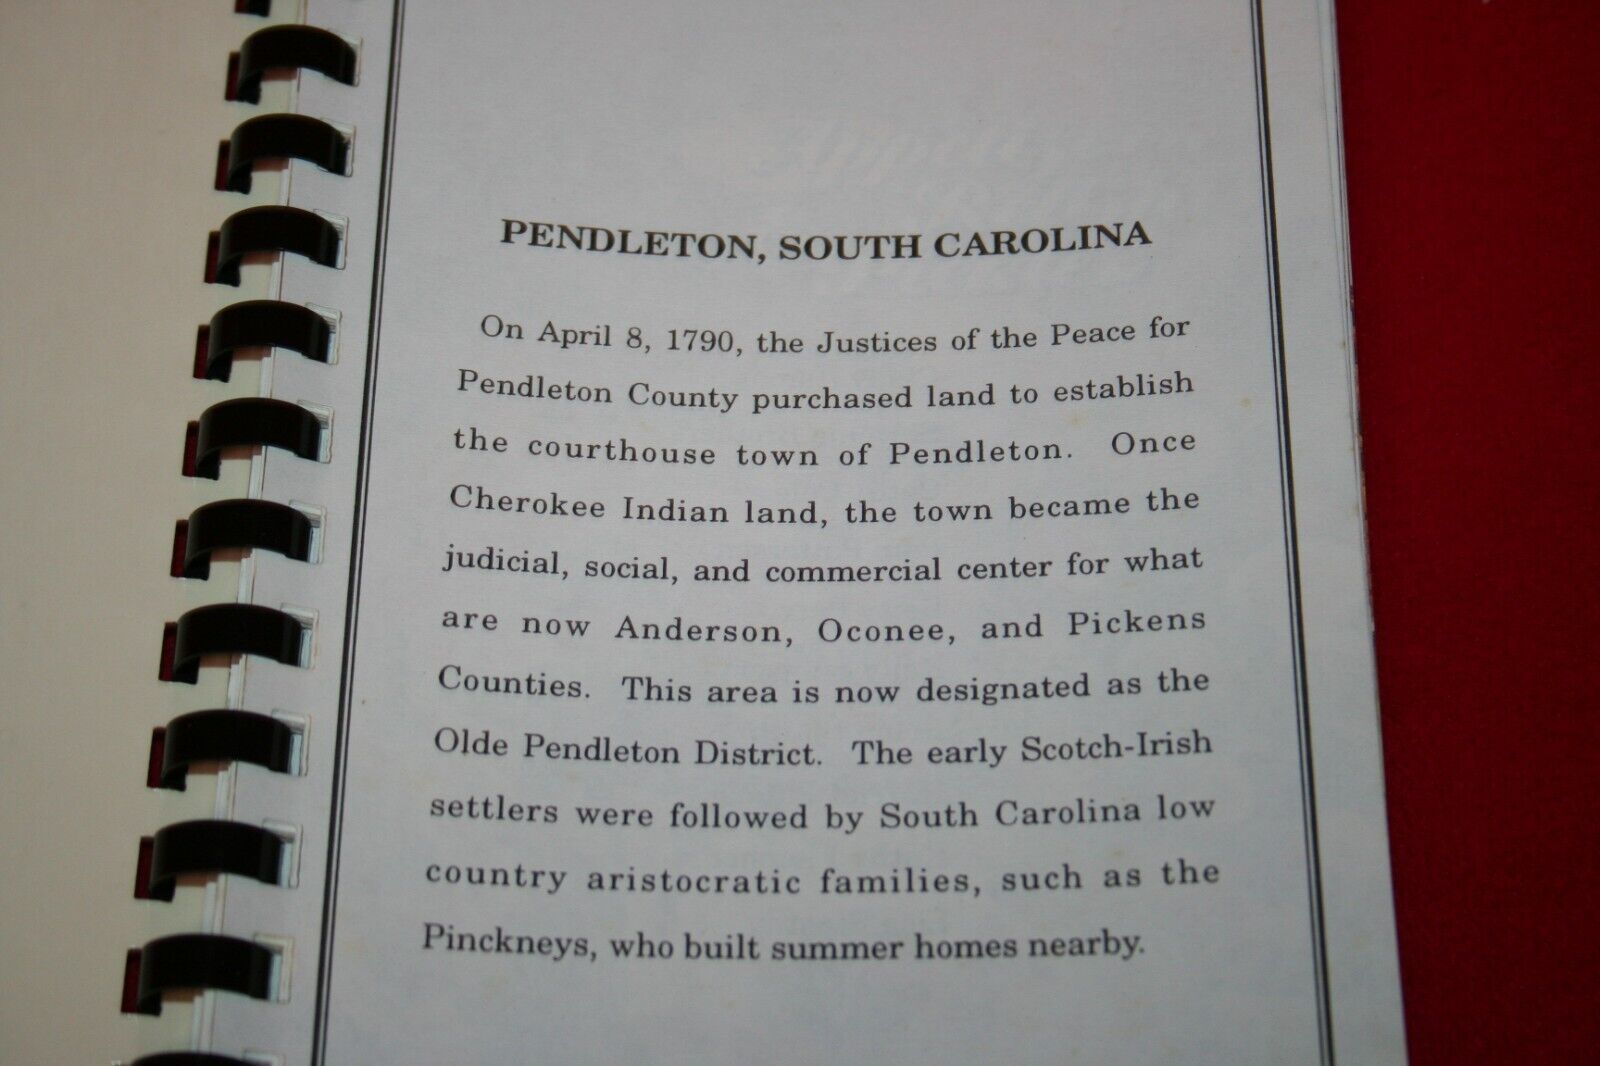 PENDLETON, SOUTH CAROLINA
On April 8, 1790, the Justices of the Peace for
Pendleton County purchased land to establish
the courthouse town of Pendleton. Once
Cherokee Indian land, the town became the
judicial, social, and commercial center for what
are now Anderson, Oconee, and Pickens
Counties. This area is now designated as the
Olde Pendleton District. The early Scotch-Irish
settlers were followed by South Carolina low
country aristocratic families, such as the
Pinckneys, who built summer homes nearby.